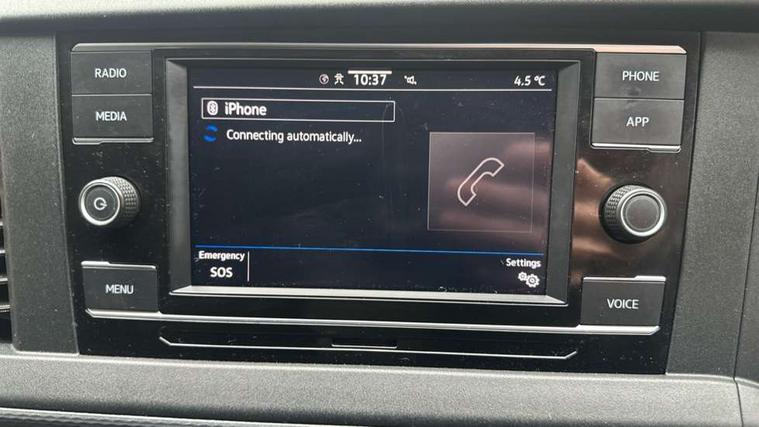 RADIO
MEDIA
MENU
10:37
4.5 °C
iPhone
Connecting automatically...
Emergency
SOS
Settings
PHONE
APP
VOICE